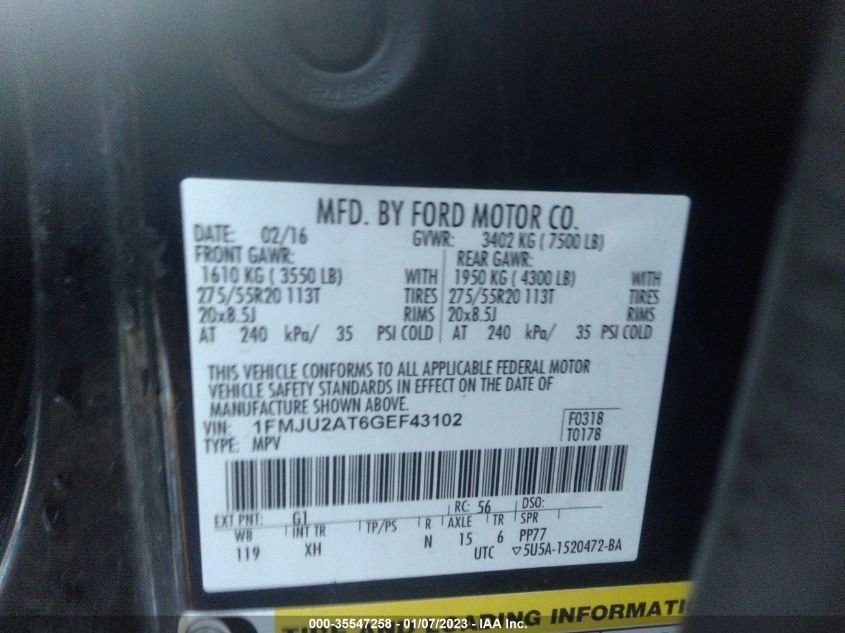 MFD. BY FORD MOTOR CO.
DATE: 02/16 GVWR: 3402 KG ( 7500 LB)
FRONT GAWR: REAR GAWR:
1610 KG ( 3550 LB) WITH 1950 KG ( 4300 LB) WITH
275/55R20 113T TIRES 275/55R20 113T TIRES
20x8.5J RIMS 20x8.5J RIMS
AT 240 kPa/ 35 PSI COLD AT 240 kPa/ 35 PSI COLD
THIS VEHICLE CONFORMS TO ALL APPLICABLE FEDERAL MOTOR
VEHICLE SAFETY STANDARDS IN EFFECT ON THE DATE OF
MANUFACTURE SHOWN ABOVE.
VIN: 1FMJU2AT6GEF43102 F0318
TYPE: MPV T0178
EXT PNT: G1 RC: 56 DSO:
WB INT TR TP/PS R AXLE TR SPR
119 XH N 15 6 PP77
UTC ▽5U5A-1520472-BA
TIRE AND LOADING INFORMATI
000-35547258 - 01/07/2023 - IAA Inc.